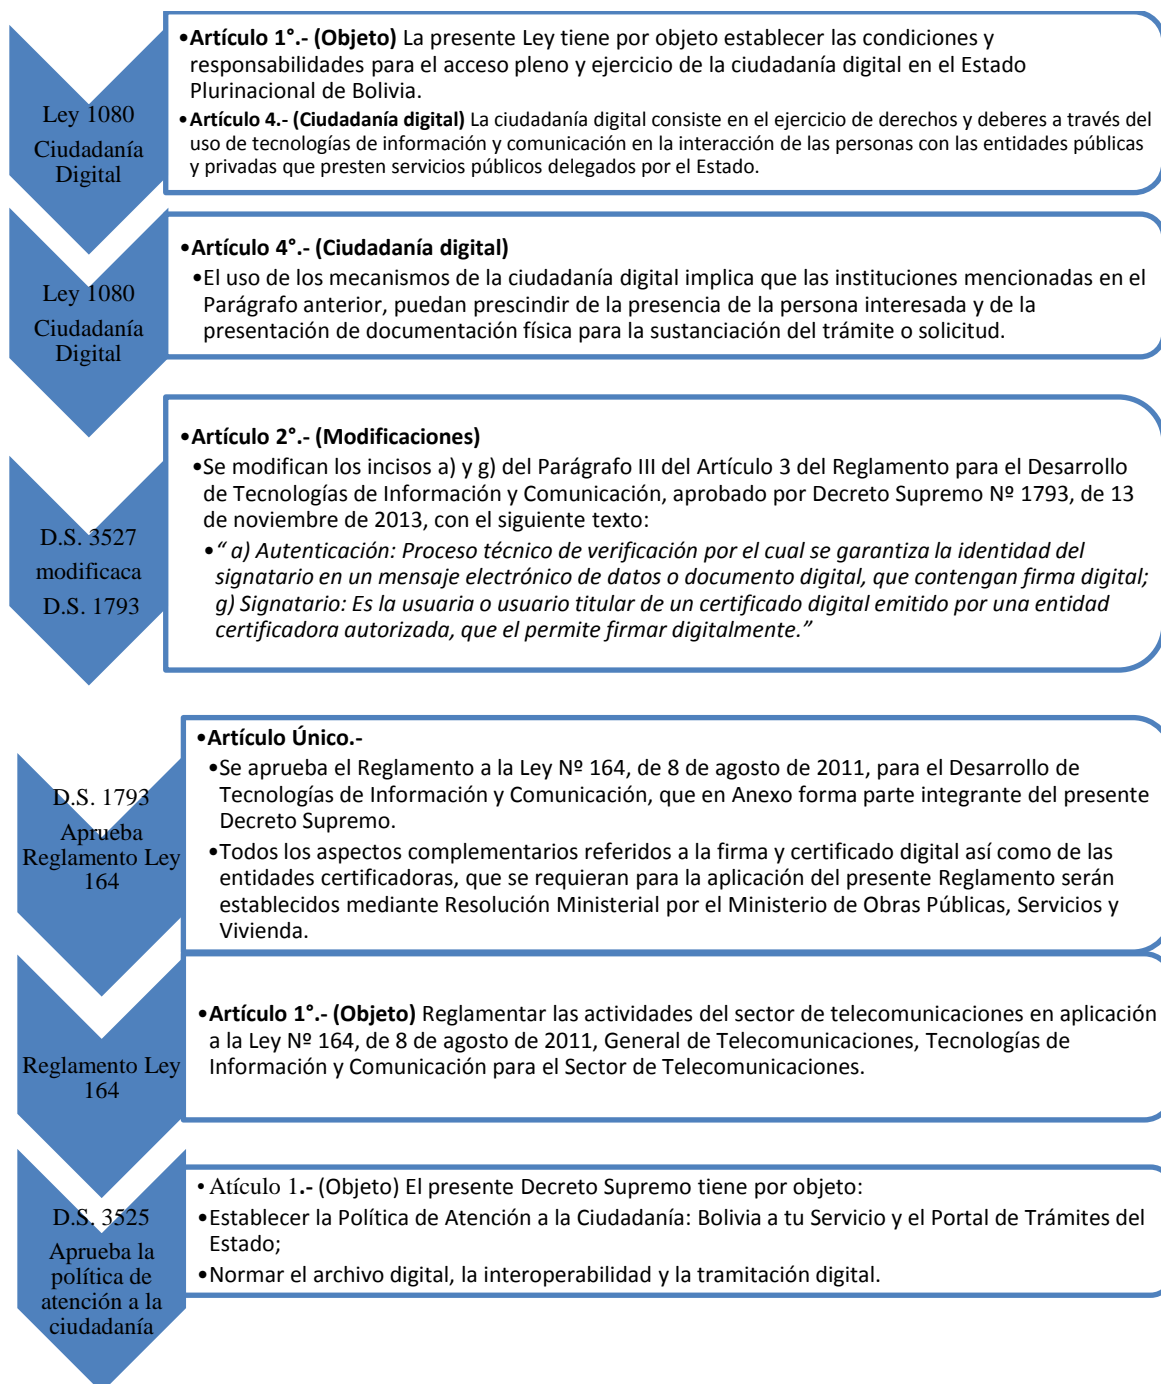 Ley 1080
Ciudadanía
Digital
•Artículo 1°.- (Objeto) La presente Ley tiene por objeto establecer las condiciones y
responsabilidades para el acceso pleno y ejercicio de la ciudadanía digital en el Estado
Plurinacional de Bolivia.
•Artículo 4.- (Ciudadanía digital) La ciudadanía digital consiste en el ejercicio de derechos y deberes a través del
uso de tecnologías de información y comunicación en la interacción de las personas con las entidades públicas
y privadas que presten servicios públicos delegados por el Estado.
Ley 1080
Ciudadanía
Digital
•Artículo 4°.- (Ciudadanía digital)
•El uso de los mecanismos de la ciudadanía digital implica que las instituciones mencionadas en el
Parágrafo anterior, puedan prescindir de la presencia de la persona interesada y de la
presentación de documentación física para la sustanciación del trámite o solicitud.
D.S. 3527
modificaca
D.S. 1793
•Artículo 2°.- (Modificaciones)
•Se modifican los incisos a) y g) del Parágrafo III del Artículo 3 del Reglamento para el Desarrollo
de Tecnologías de Información y Comunicación, aprobado por Decreto Supremo Nº 1793, de 13
de noviembre de 2013, con el siguiente texto:
•“ a) Autenticación: Proceso técnico de verificación por el cual se garantiza la identidad del
signatario en un mensaje electrónico de datos o documento digital, que contengan firma digital;
g) Signatario: Es la usuaria o usuario titular de un certificado digital emitido por una entidad
certificadora autorizada, que el permite firmar digitalmente.”
D.S. 1793
Aprueba
Reglamento Ley
164
•Artículo Único.-
•Se aprueba el Reglamento a la Ley Nº 164, de 8 de agosto de 2011, para el Desarrollo de
Tecnologías de Información y Comunicación, que en Anexo forma parte integrante del presente
Decreto Supremo.
•Todos los aspectos complementarios referidos a la firma y certificado digital así como de las
entidades certificadoras, que se requieran para la aplicación del presente Reglamento serán
establecidos mediante Resolución Ministerial por el Ministerio de Obras Públicas, Servicios y
Vivienda.
Reglamento Ley
164
•Artículo 1°.- (Objeto) Reglamentar las actividades del sector de telecomunicaciones en aplicación
a la Ley Nº 164, de 8 de agosto de 2011, General de Telecomunicaciones, Tecnologías de
Información y Comunicación para el Sector de Telecomunicaciones.
D.S. 3525
Aprueba la
política de
atención a la
ciudadanía
• Atículo 1.- (Objeto) El presente Decreto Supremo tiene por objeto:
•Establecer la Política de Atención a la Ciudadanía: Bolivia a tu Servicio y el Portal de Trámites del
Estado;
•Normar el archivo digital, la interoperabilidad y la tramitación digital.